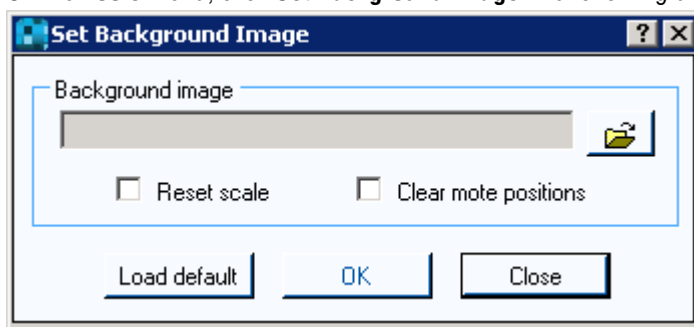 Set Background Image
Background image
Reset scale
Clear mote positions
Load default
OK
Close